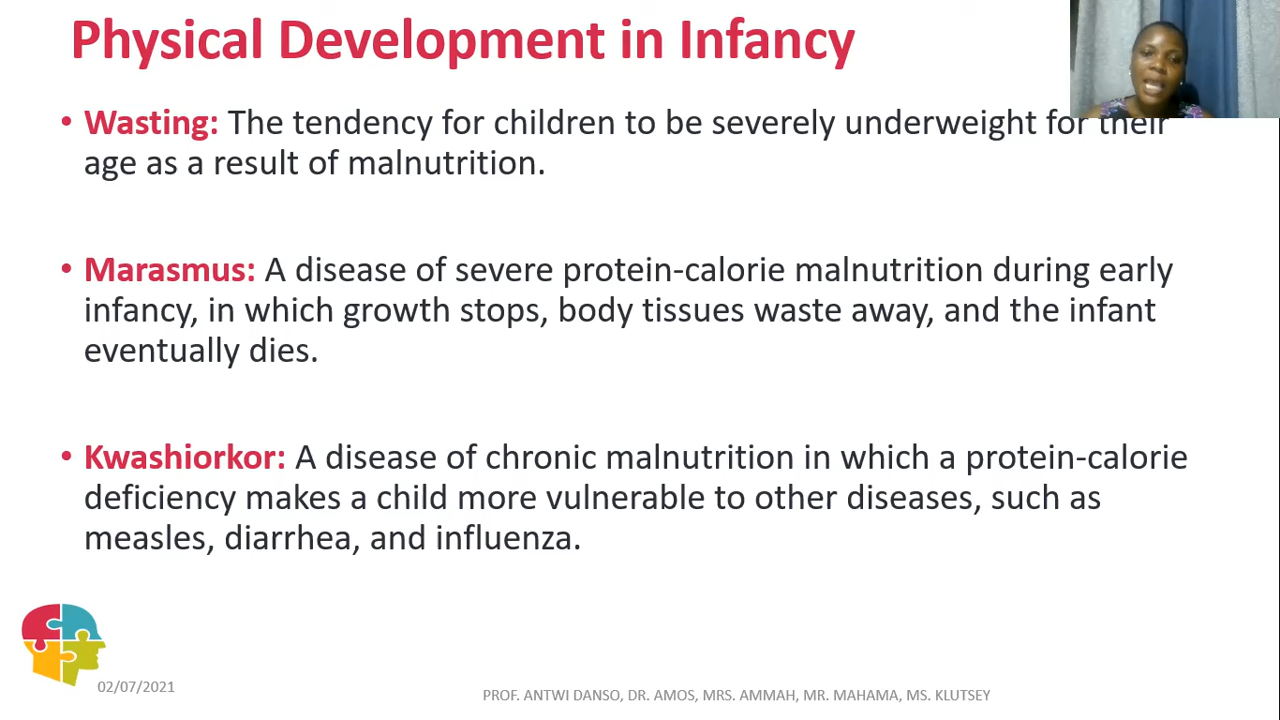 Physical Development in Infancy
• Wasting: The tendency for children to be severely underweight for their
age as a result of malnutrition.
• Marasmus: A disease of severe protein-calorie malnutrition during early
infancy, in which growth stops, body tissues waste away, and the infant
eventually dies.
• Kwashiorkor: A disease of chronic malnutrition in which a protein-calorie
deficiency makes a child more vulnerable to other diseases, such as
measles, diarrhea, and influenza.
02/07/2021
PROF. ANTWI DANSO, DR. AMOS, MRS. AMMAH, MR. MAHAMA, MS. KLUTSEY